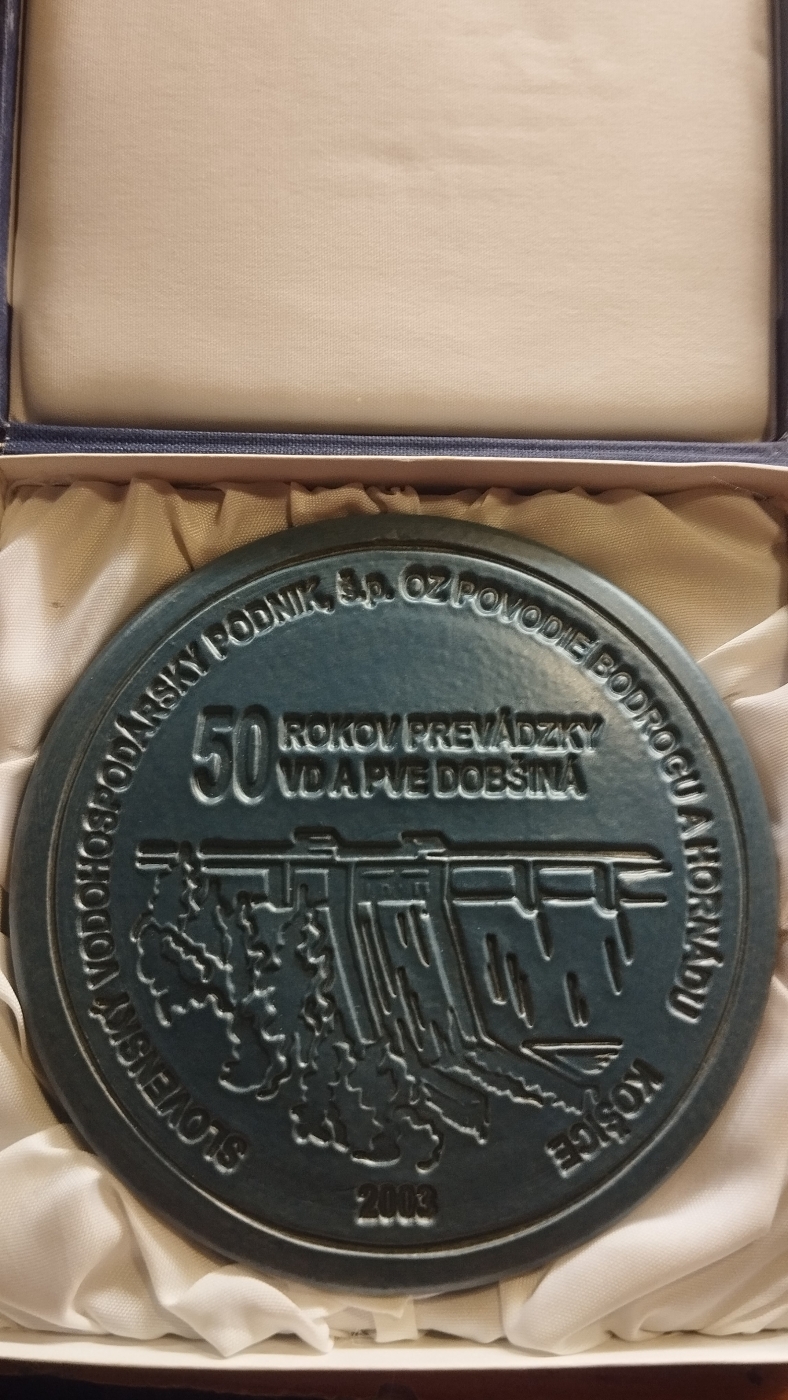 SLOVENSKÝ VODOHOSPODÁRSKY PODNIK, š.p. OZ POVODIE BODROGU A HORNÁDU
KOŠICE
50 ROKOV PREVÁDZKY
VD A PVE DOBŠINÁ
2003